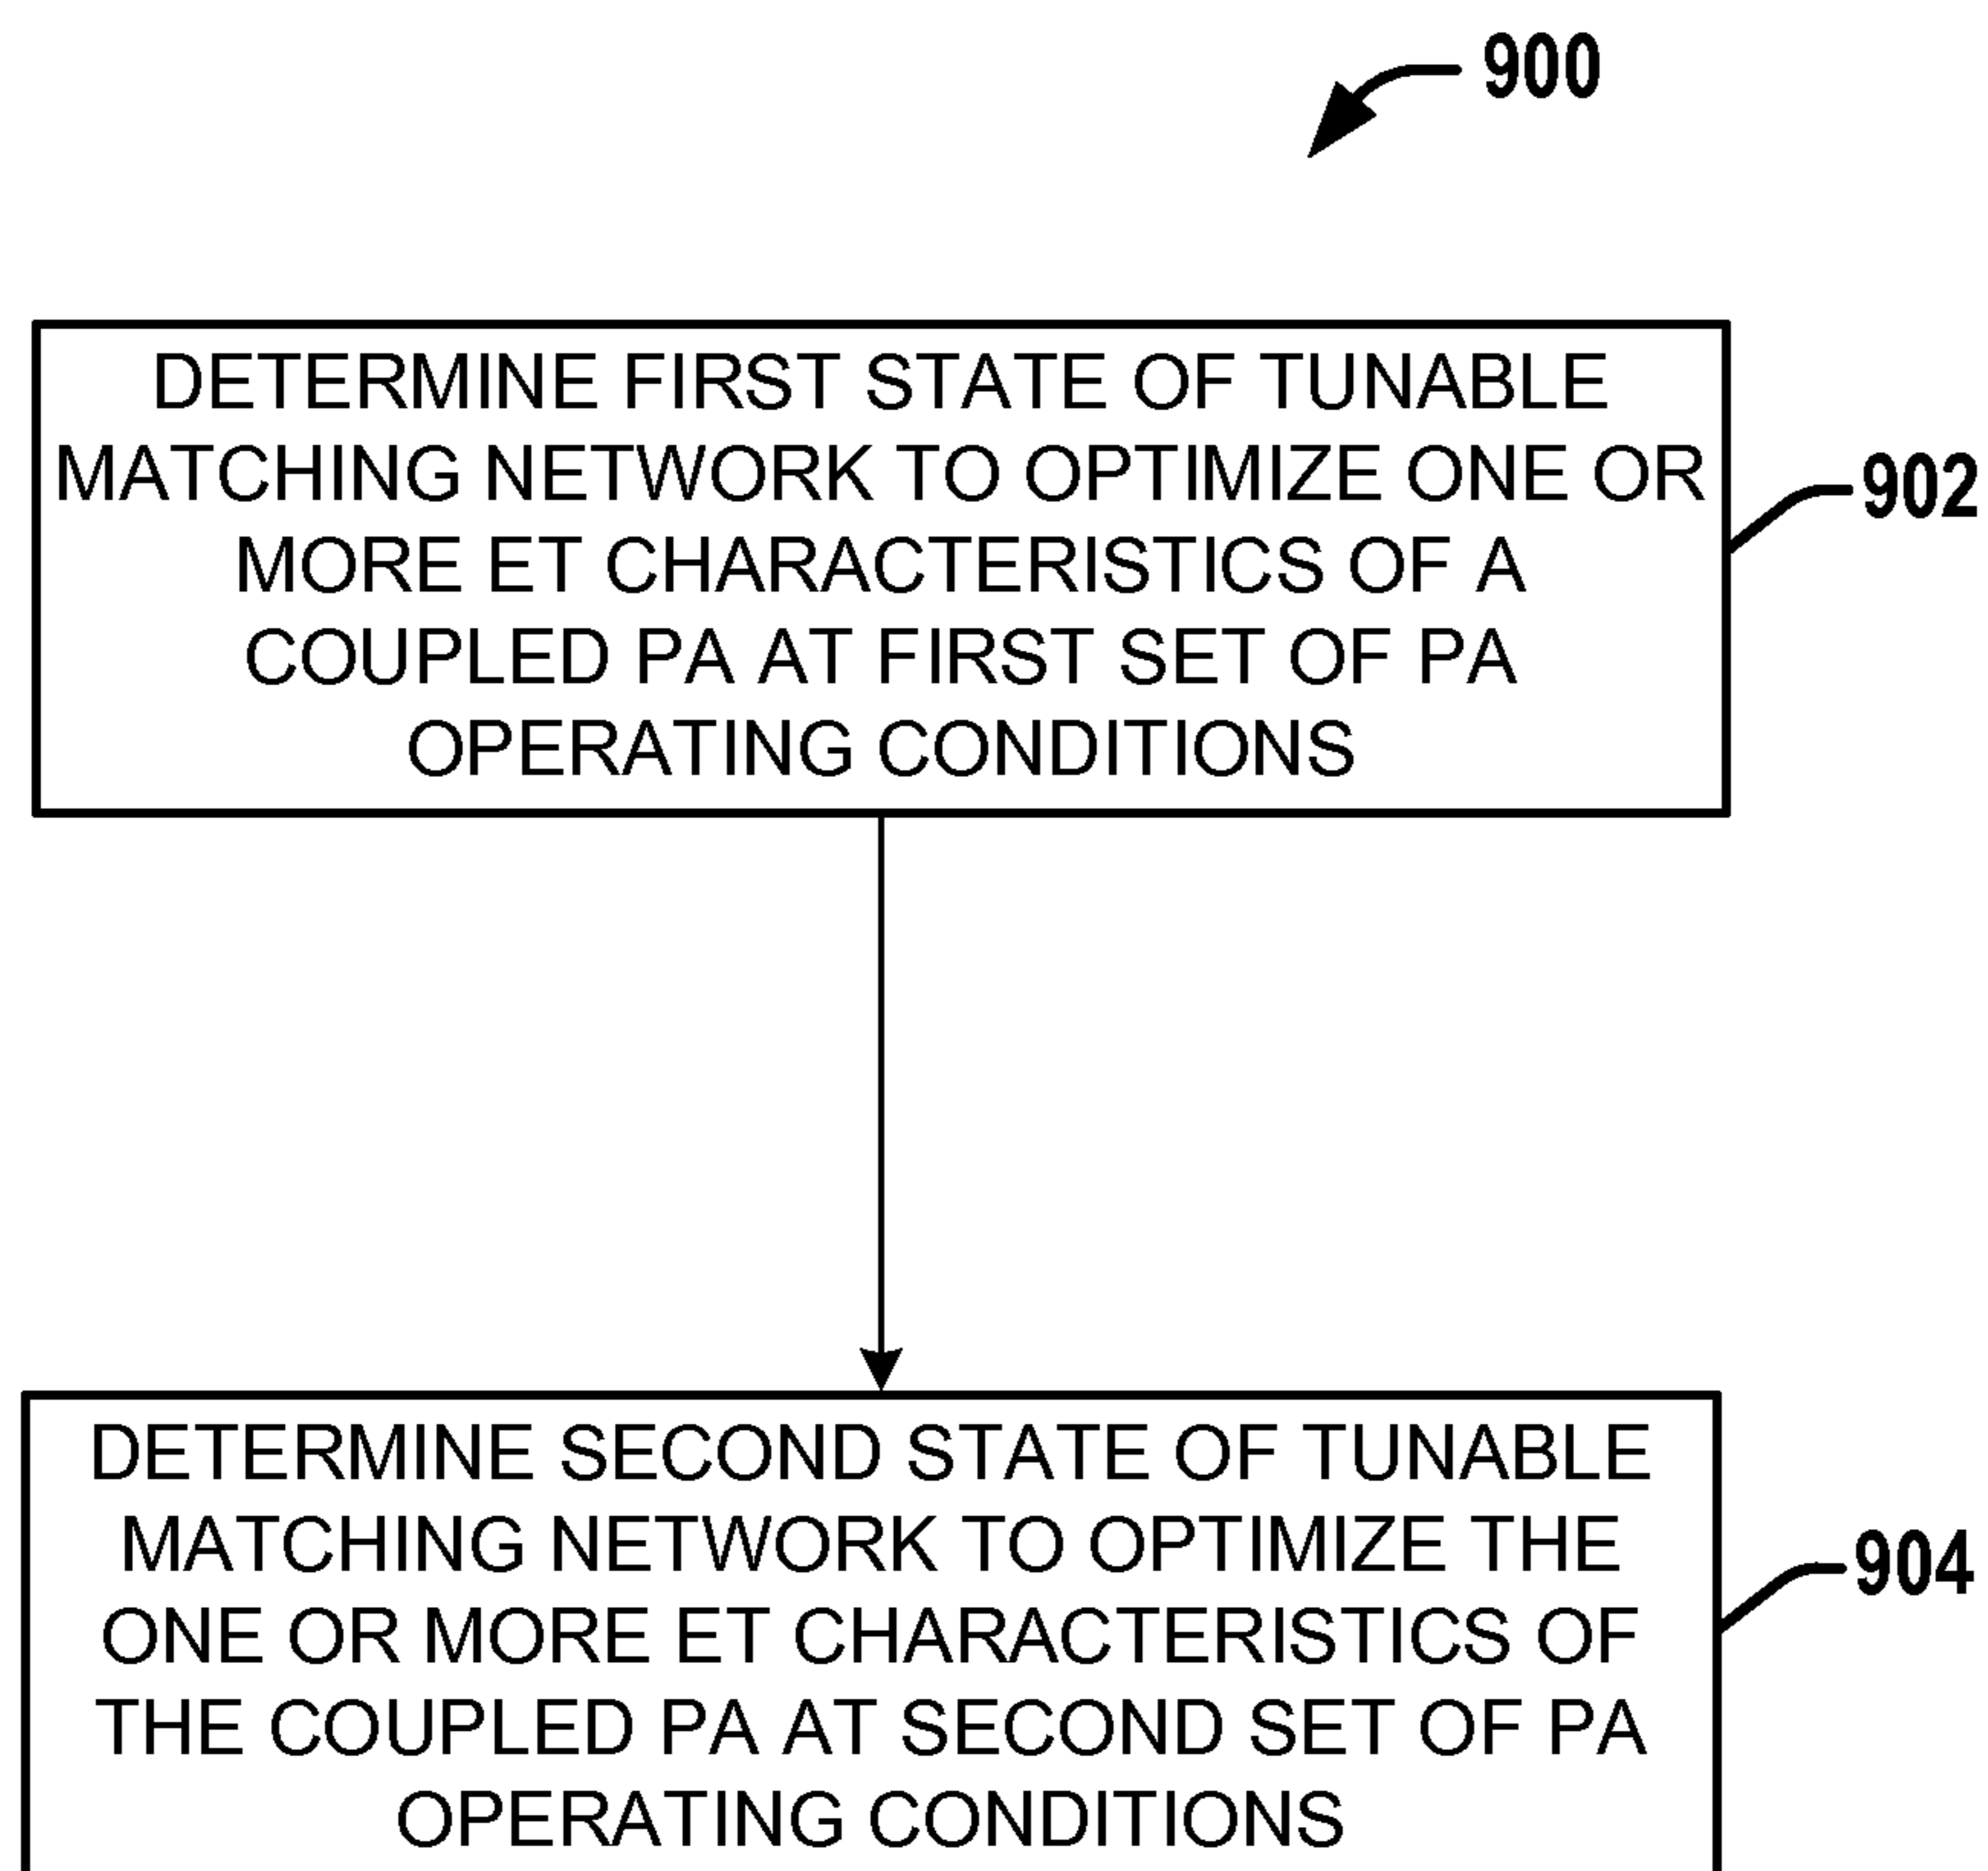 900
DETERMINE FIRST STATE OF TUNABLE
MATCHING NETWORK TO OPTIMIZE ONE OR
MORE ET CHARACTERISTICS OF A
COUPLED PA AT FIRST SET OF PA
OPERATING CONDITIONS
902
DETERMINE SECOND STATE OF TUNABLE
MATCHING NETWORK TO OPTIMIZE THE
ONE OR MORE ET CHARACTERISTICS OF
THE COUPLED PA AT SECOND SET OF PA
OPERATING CONDITIONS
904